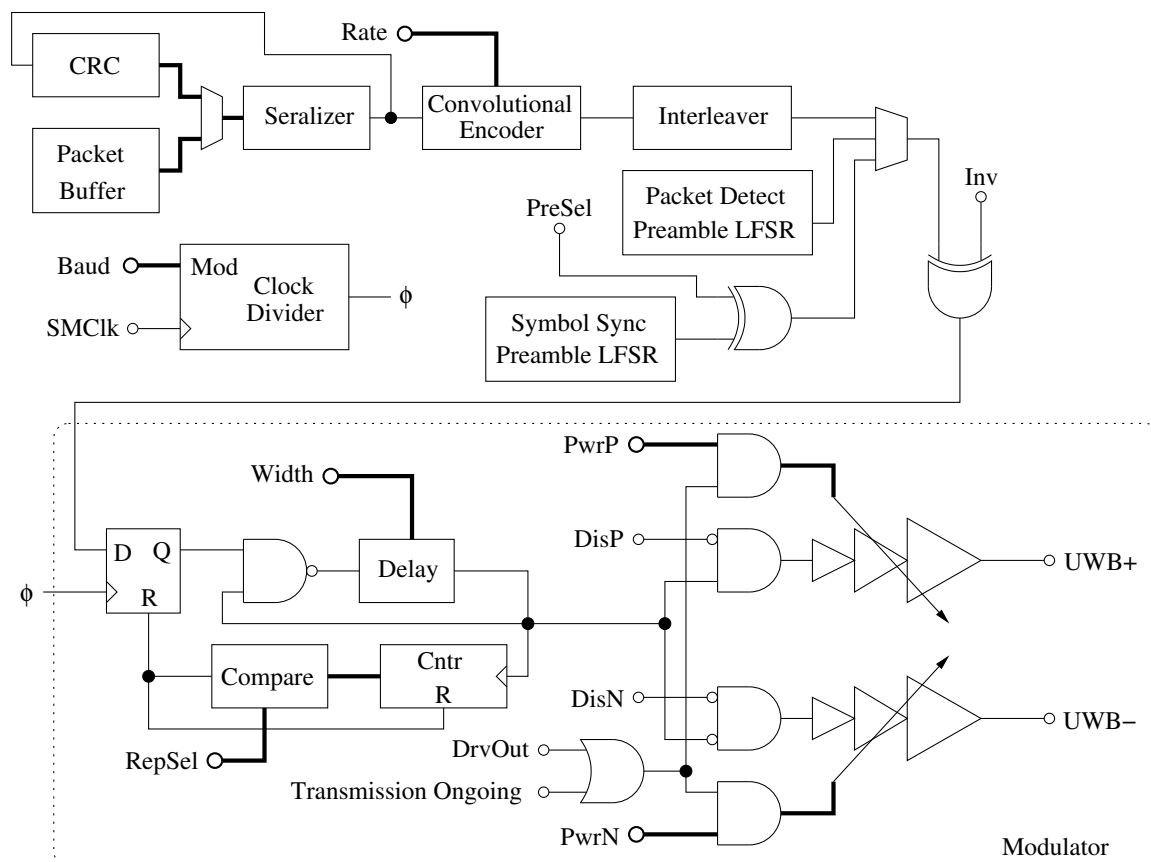 Rate
CRC
Convolutional
Encoder
Seralizer
Interleaver
Packet
Buffer
Packet Detect
Preamble LFSR
Inv
PreSel
Baud
Mod
Clock
Divider
ϕ
SMClk
Symbol Sync
Preamble LFSR
PwrP
Width
DisP
D
Q
R
Delay
UWB+
ϕ
Cntr
R
Compare
DisN
UWB−
DrvOut
RepSel
Transmission Ongoing
PwrN
Modulator